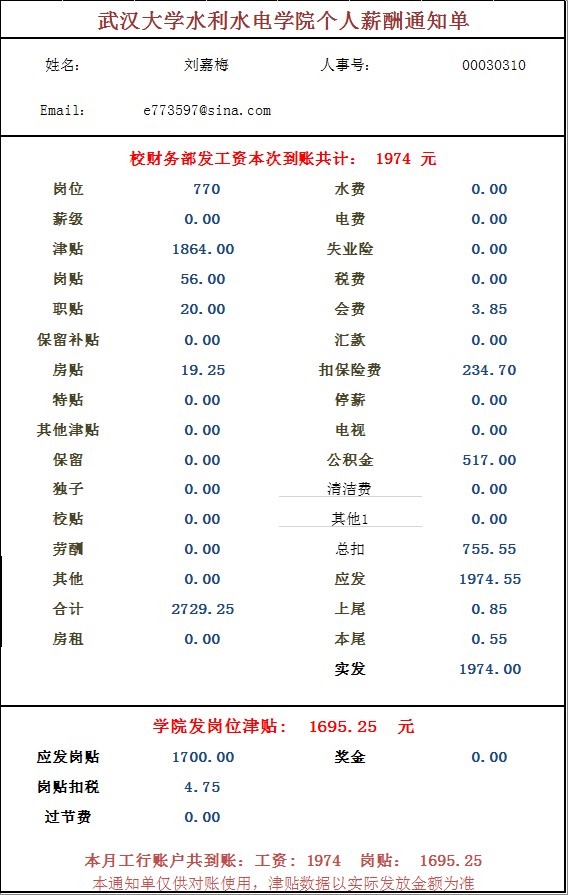 武汉大学水利水电学院个人薪酬通知单
姓名： 刘嘉梅 人事号： 00030310
Email： e773597@sina.com
校财务部发工资本次到账共计： 1974 元
岗位 770 水费 0.00
薪级 0.00 电费 0.00
津贴 1864.00 失业险 0.00
岗贴 56.00 税费 0.00
职贴 20.00 会费 3.85
保留补贴 0.00 汇款 0.00
房贴 19.25 扣保险费 234.70
特贴 0.00 停薪 0.00
其他津贴 0.00 电视 0.00
保留 0.00 公积金 517.00
独子 0.00 清洁费 0.00
校贴 0.00 其他1 0.00
劳酬 0.00 总扣 755.55
其他 0.00 应发 1974.55
合计 2729.25 上尾 0.85
房租 0.00 本尾 0.55
实发 1974.00
学院发岗位津贴： 1695.25 元
应发岗贴 1700.00 奖金 0.00
岗贴扣税 4.75
过节费 0.00
本月工行账户共到账：工资：1974 岗贴： 1695.25
本通知单仅供对账使用，津贴数据以实际发放金额为准